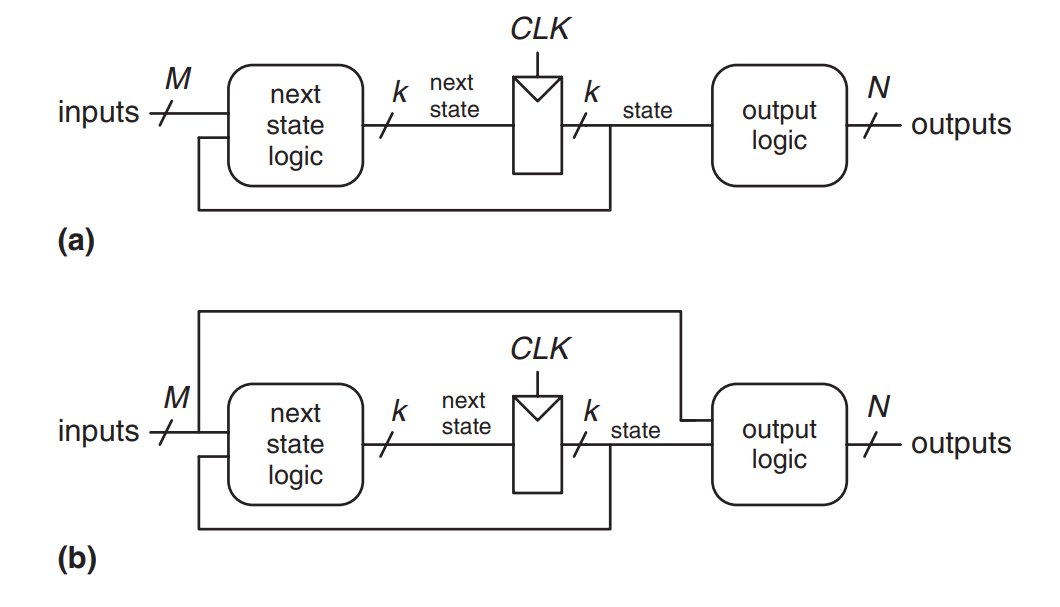 CLK
M
next
k
next
k
N
inputs
state
state
state
output
outputs
logic
logic
(a)
CLK
M
next
k
next
k
N
inputs
state
state
state
output
outputs
logic
logic
(b)